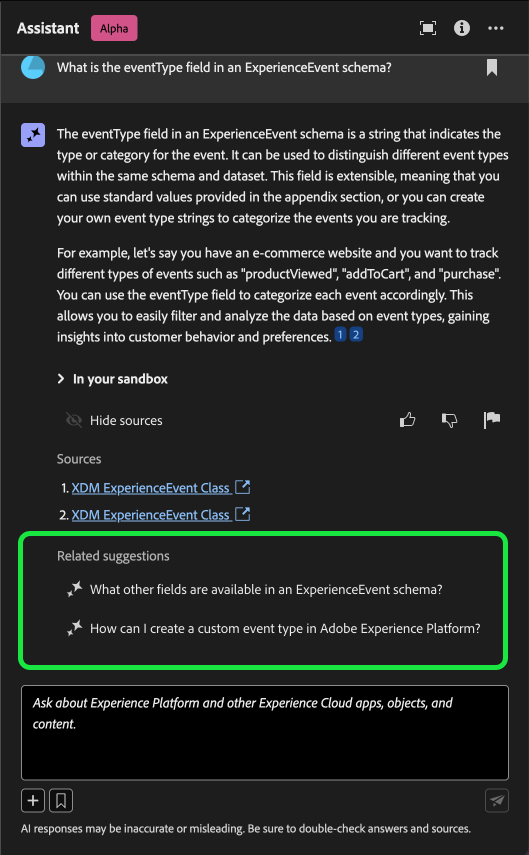 Assistant Alpha
What is the eventType field in an ExperienceEvent schema?
The eventType field in an ExperienceEvent schema is a string that indicates the
type or category for the event. It can be used to distinguish different event types
within the same schema and dataset. This field is extensible, meaning that you
can use standard values provided in the appendix section, or you can create
your own event type strings to categorize the events you are tracking.
For example, let's say you have an e-commerce website and you want to track
different types of events such as "productViewed", "addToCart", and "purchase".
You can use the eventType field to categorize each event accordingly. This
allows you to easily filter and analyze the data based on event types, gaining
insights into customer behavior and preferences. 1 2
In your sandbox
Hide sources
Sources
1. XDM ExperienceEvent Class
2. XDM ExperienceEvent Class
Related suggestions
What other fields are available in an ExperienceEvent schema?
How can I create a custom event type in Adobe Experience Platform?
Ask about Experience Platform and other Experience Cloud apps, objects, and
content.
AI responses may be inaccurate or misleading. Be sure to double-check answers and sources.